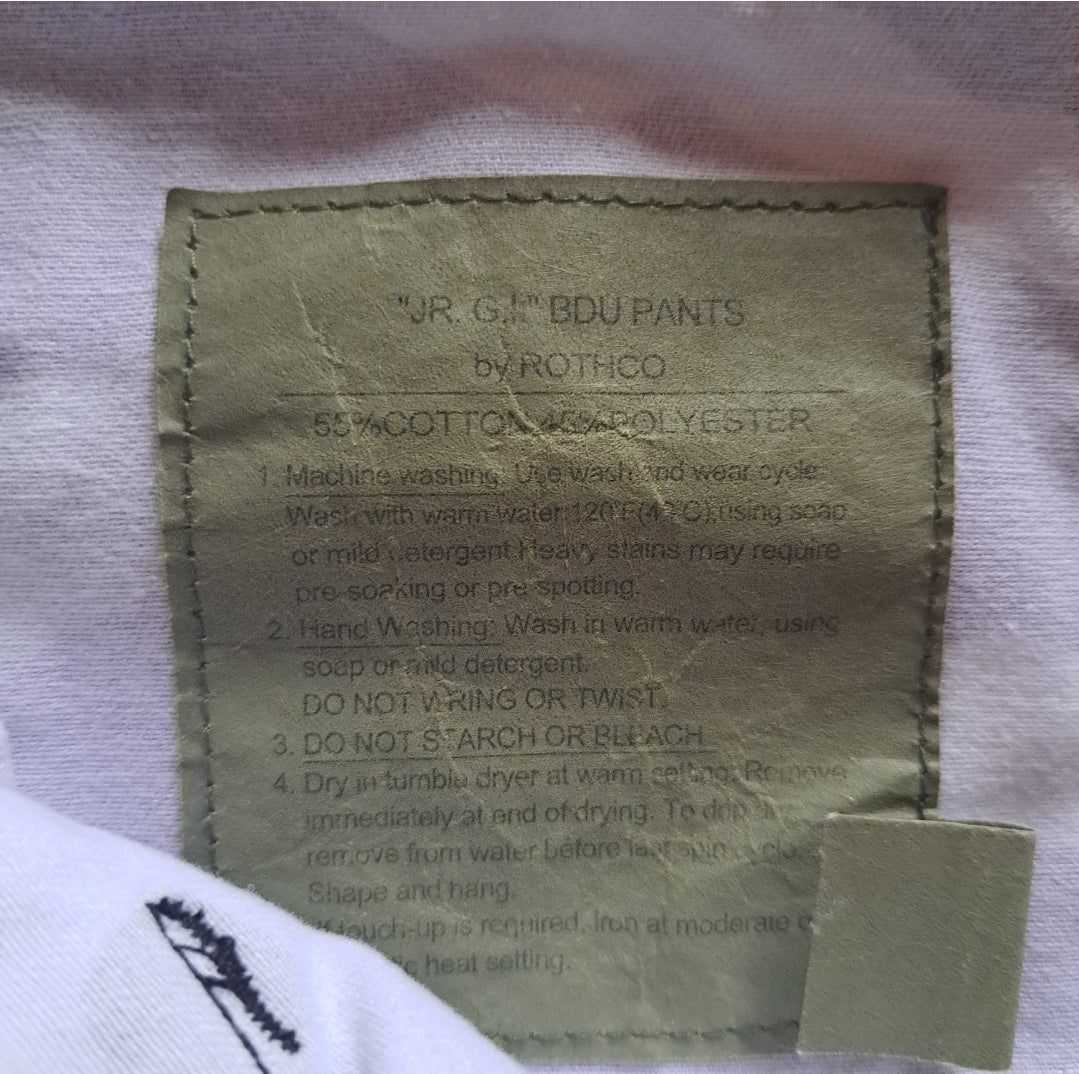 "JR. G.I." BDU PANTS
by ROTHCO
55%COTTON 45%POLYESTER
1. Machine washing. Use wash and wear cycle
Wash with warm water using soap
or mild detergent Heavy stains may require
pre-soaking or pre-spotting.
2. Hand Washing: Wash in warm water, using
soap or mild detergent.
DO NOT WRING OR TWIST.
3. DO NOT STARCH OR BLEACH
4. Dry in tumble dryer at warm setting. Remove
immediately at end of drying. To drip
remove from water before last spin cycle.
Shape and hang.
If touch-up is required, Iron at moderate
heat setting.